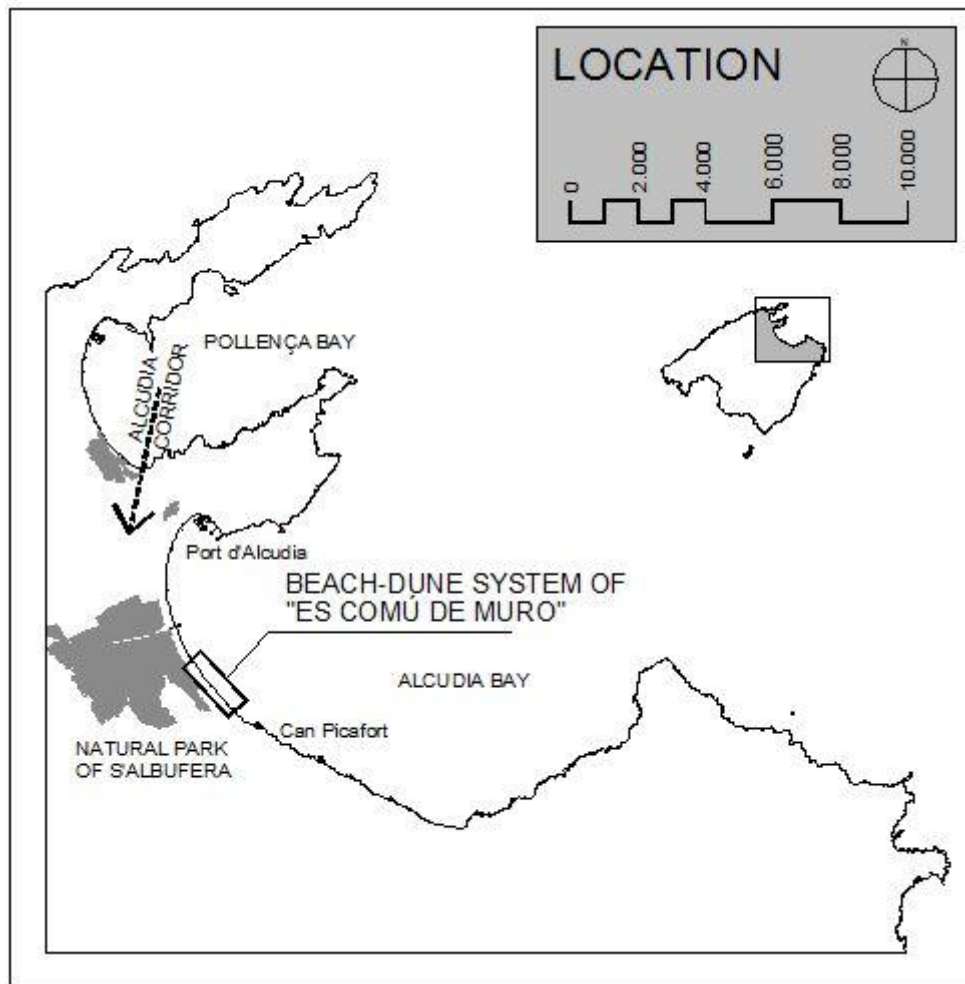 LOCATION
N
0
2.000
4.000
6.000
8.000
10.000
POLLENÇA BAY
ALCUDIA
CORRIDOR
Port d'Alcudia
BEACH-DUNE SYSTEM OF
"ES COMÚ DE MURO"
ALCUDIA BAY
Can Picafort
NATURAL PARK
OF S'ALBUFERA